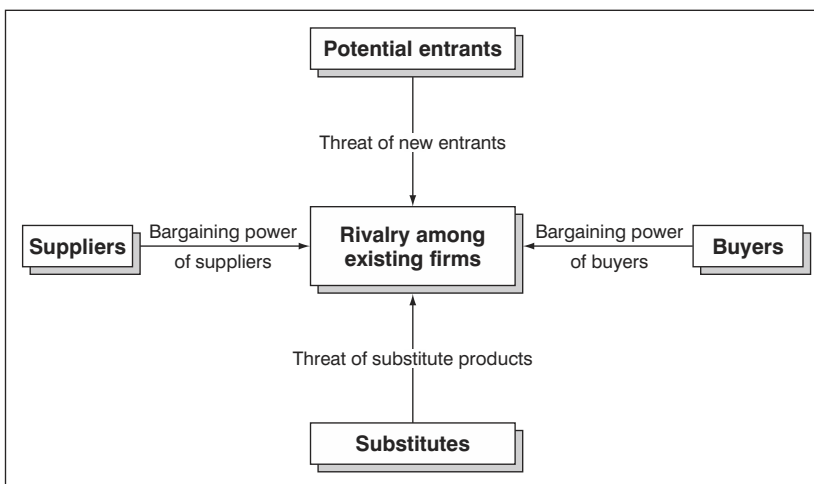 Potential entrants
Threat of new entrants
Suppliers
Bargaining power
of suppliers
Rivalry among
existing firms
Bargaining power
of buyers
Buyers
Threat of substitute products
Substitutes